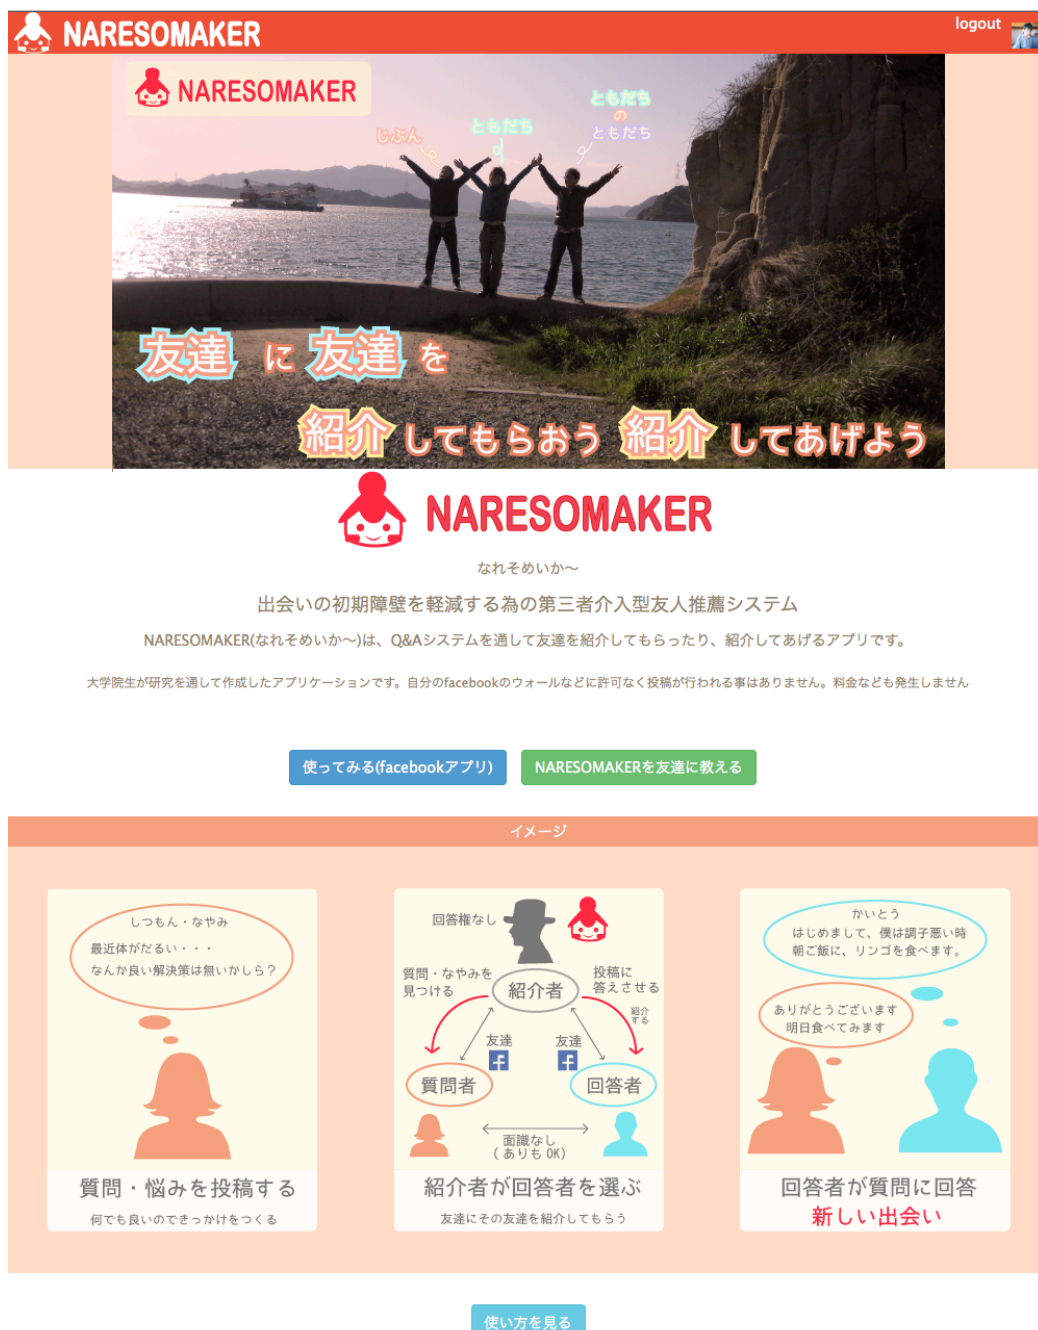 NARESOMAKER
logout
NARESOMAKER
じぶん
ともだち
ともだち
の
ともだち
友達 に 友達 を
紹介 してもらおう 紹介 してあげよう
NARESOMAKER
なれそめいか〜
出会いの初期障壁を軽減する為の第三者介入型友人推薦システム
NARESOMAKER(なれそめいか〜)は、Q&Aシステムを通して友達を紹介してもらったり、紹介してあげるアプリです。
大学院生が研究を通して作成したアプリケーションです。自分のfacebookのウォールなどに許可なく投稿が行われる事はありません。料金なども発生しません
使ってみる(facebookアプリ)
NARESOMAKERを友達に教える
イメージ
しつもん・なやみ
最近体がだるい・・・
なんか良い解決策は無いかしら？
質問・悩みを投稿する
何でも良いのできっかけをつくる
回答権なし
質問・なやみを
見つける
紹介者
投稿に
答えさせる
紹介
する
友達
友達
質問者
回答者
面識なし
(ありも OK)
紹介者が回答者を選ぶ
友達にその友達を紹介してもらう
かいとう
はじめまして、僕は調子悪い時
朝ご飯に、リンゴを食べます。
ありがとうございます
明日食べてみます
回答者が質問に回答
新しい出会い
使い方を見る